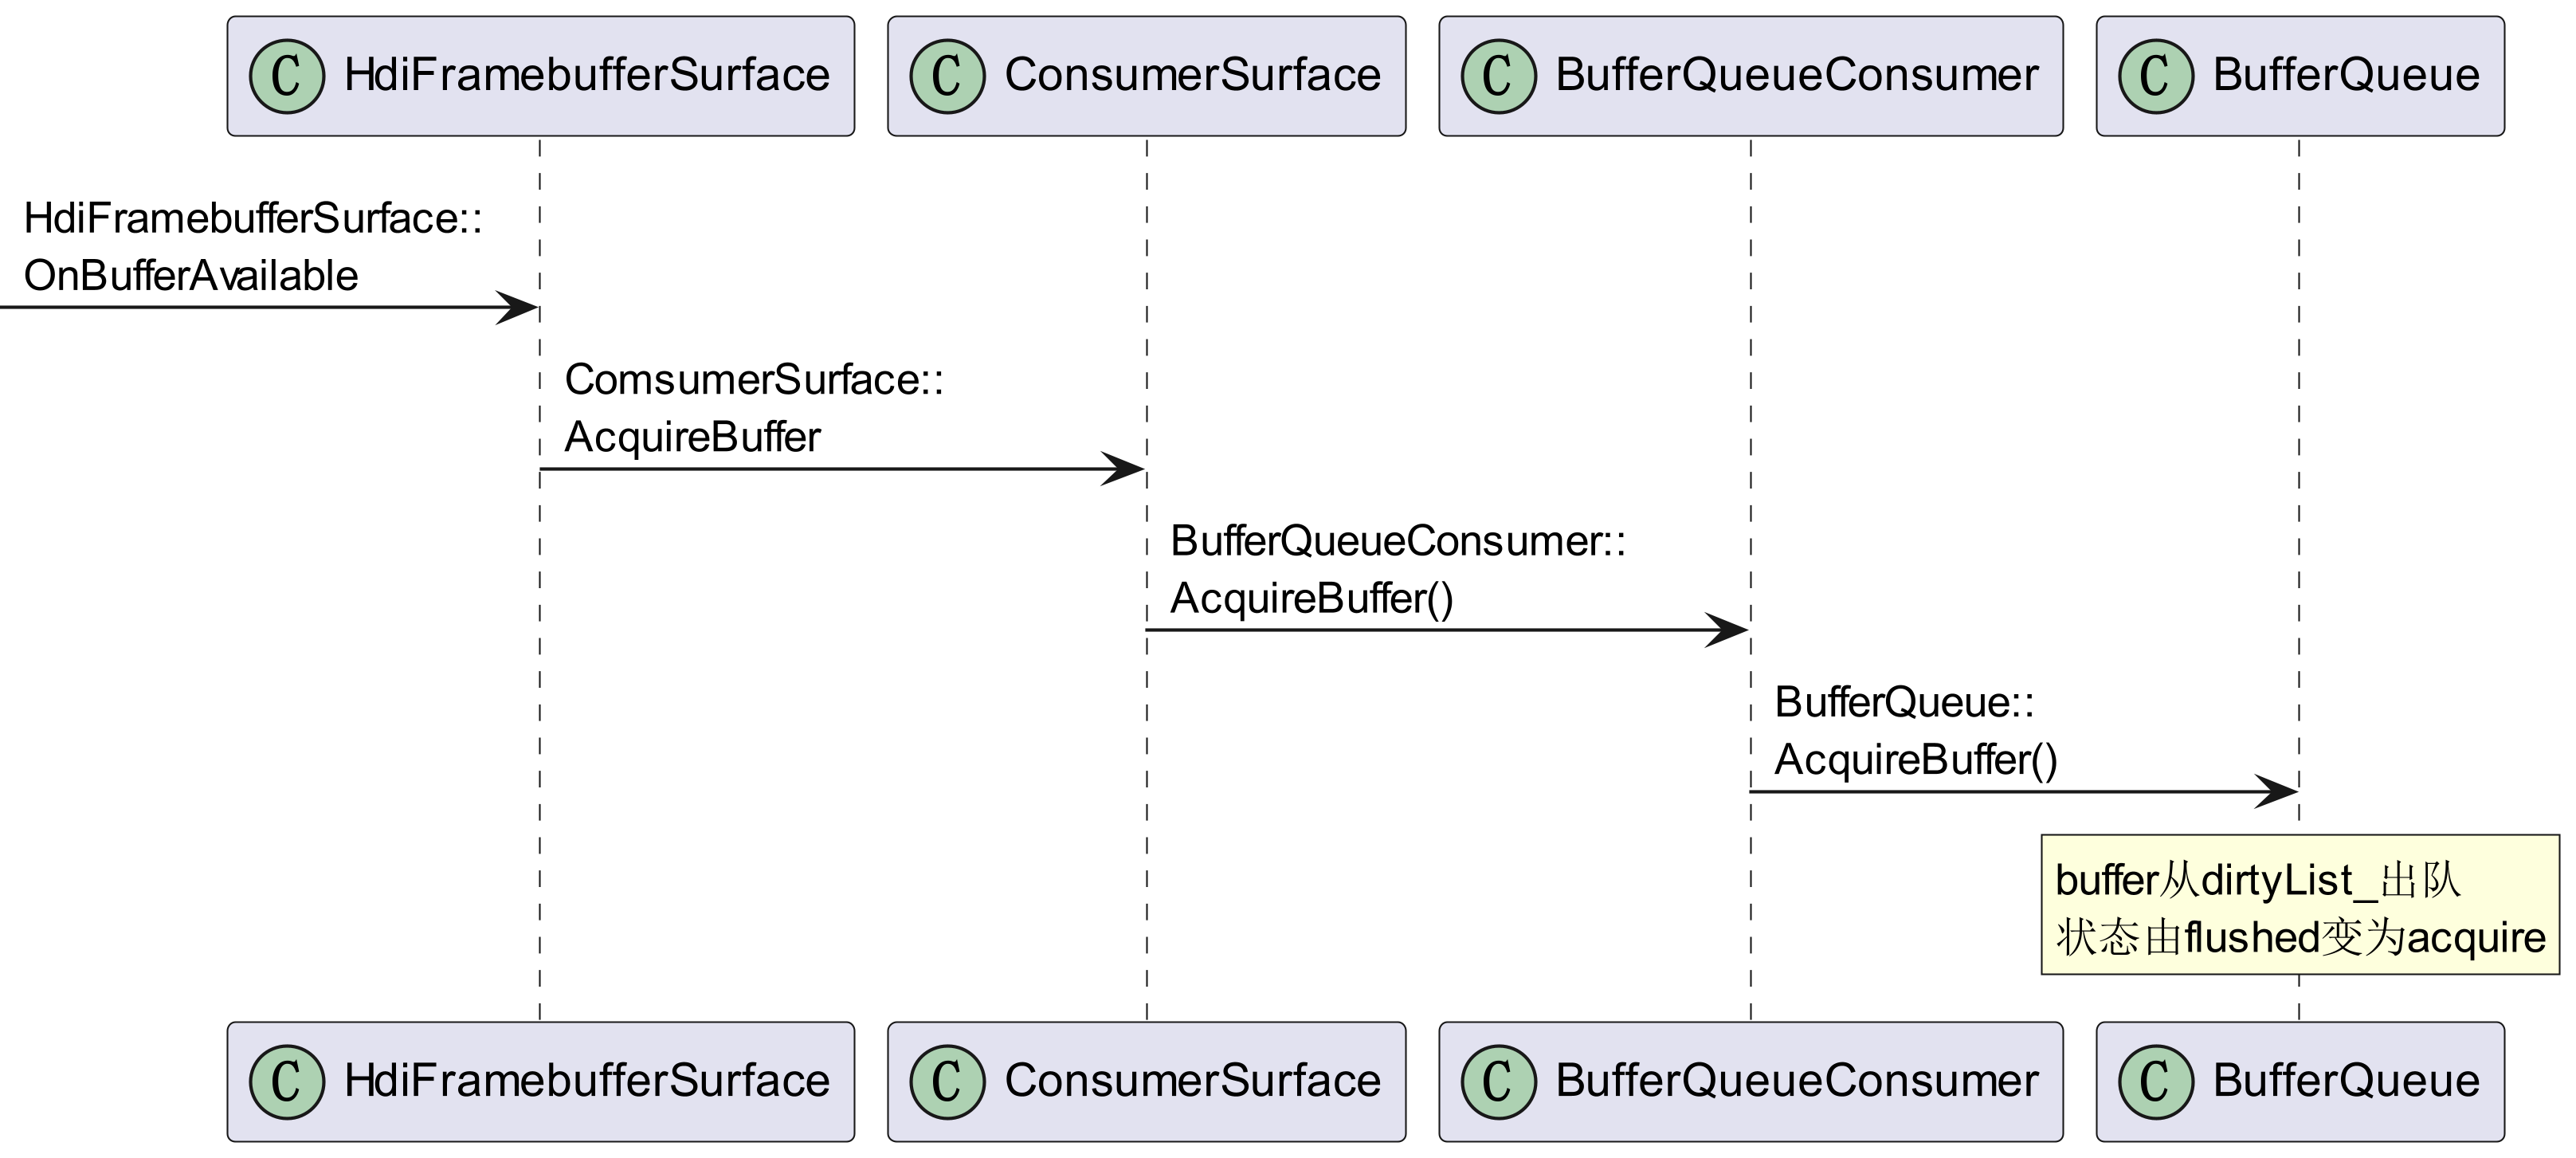 C HdiFramebufferSurface
C ConsumerSurface
C BufferQueueConsumer
C BufferQueue
HdiFramebufferSurface::
OnBufferAvailable
ComsumerSurface::
AcquireBuffer
BufferQueueConsumer::
AcquireBuffer()
BufferQueue::
AcquireBuffer()
buffer从dirtyList_出队
状态由flushed变为acquire
C HdiFramebufferSurface
C ConsumerSurface
C BufferQueueConsumer
C BufferQueue